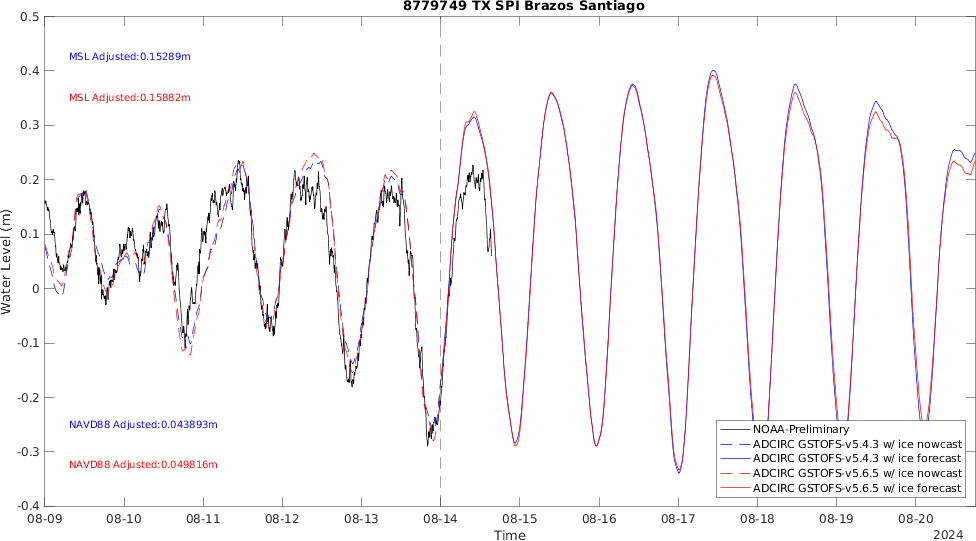 8779749 TX SPI Brazos Santiago
0.5
0.4
0.3
0.2
0.1
0
-0.1
-0.2
-0.3
-0.4
Water Level (m)
MSL Adjusted:0.15289m
MSL Adjusted:0.15882m
NAVD88 Adjusted:0.043893m
NAVD88 Adjusted:0.049816m
NOAA-Preliminary
ADCIRC GSTOFS-v5.4.3 w/ ice nowcast
ADCIRC GSTOFS-v5.4.3 w/ ice forecast
ADCIRC GSTOFS-v5.6.5 w/ ice nowcast
ADCIRC GSTOFS-v5.6.5 w/ ice forecast
08-09 08-10 08-11 08-12 08-13 08-14 08-15 08-16 08-17 08-18 08-19 08-20
Time
2024